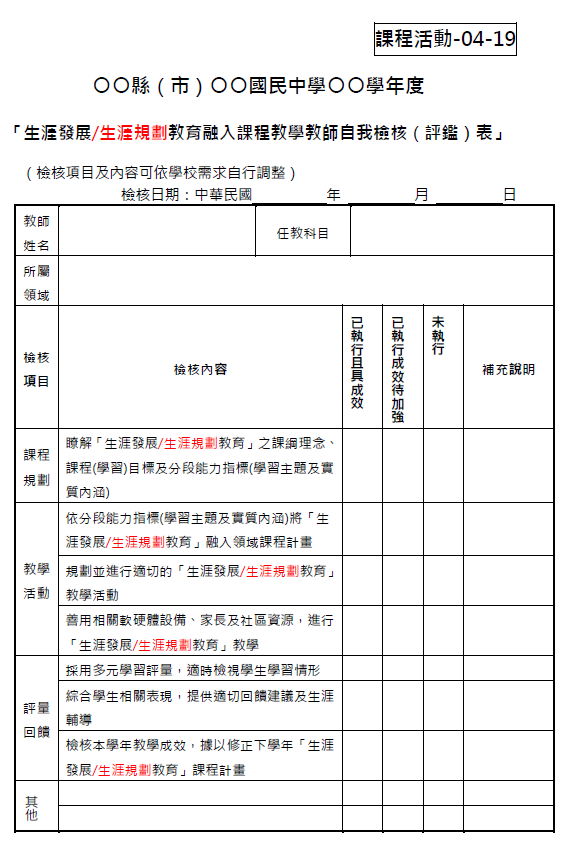 課程活動-04-19
〇〇縣（市）〇〇國民中學〇〇學年度
「生涯發展/生涯規劃教育融入課程教學教師自我檢核（評鑑）表」
（檢核項目及內容可依學校需求自行調整）
檢核日期：中華民國 年 月 日
教師
姓名
任教科目
所屬
領域
檢核
項目
檢核內容
已執行且具成效
已執行成效待加強
未執行
補充說明
課程
規劃
瞭解「生涯發展/生涯規劃教育」之課綱理念、
課程(學習)目標及分段能力指標(學習主題及實
質內涵)
教學
活動
依分段能力指標(學習主題及實質內涵)將「生
涯發展/生涯規劃教育」融入領域課程計畫
規劃並進行適切的「生涯發展/生涯規劃教育」
教學活動
善用相關軟硬體設備、家長及社區資源，進行
「生涯發展/生涯規劃教育」教學
評量
回饋
採用多元學習評量，適時檢視學生學習情形
綜合學生相關表現，提供適切回饋建議及生涯
輔導
檢核本學年教學成效，據以修正下學年「生涯
發展/生涯規劃教育」課程計畫
其
他